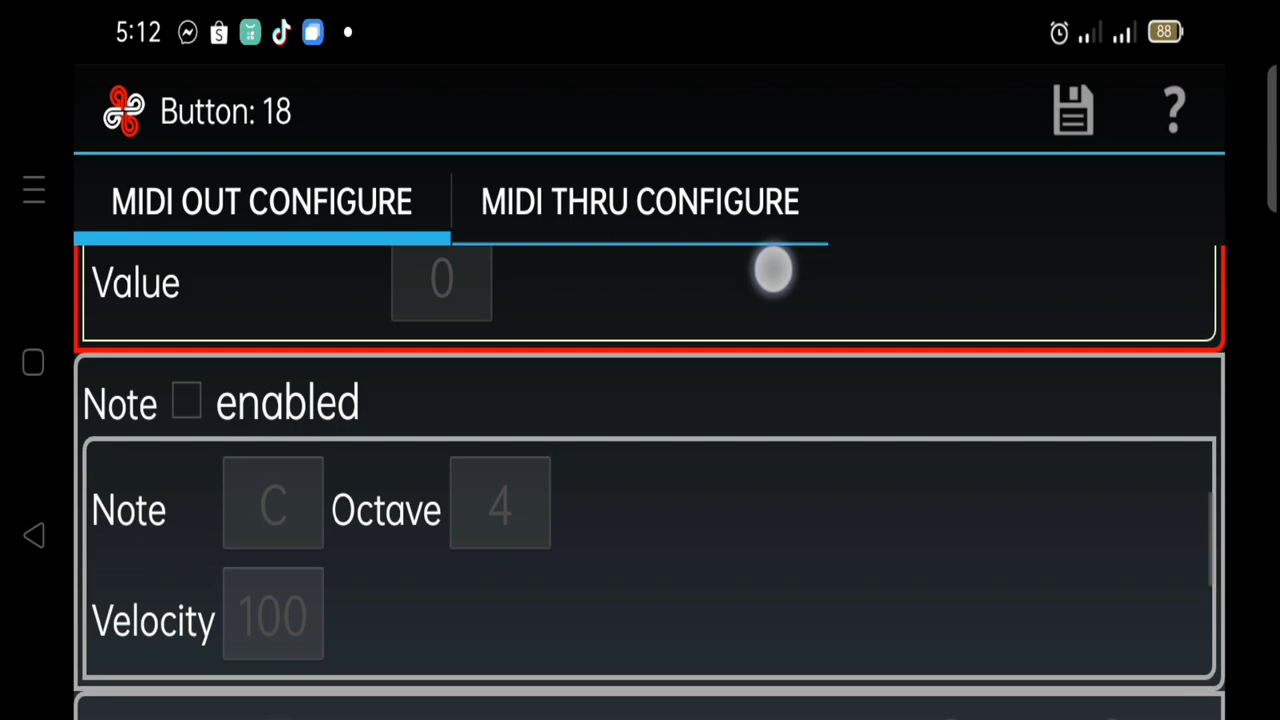 5:12 88
Button: 18 ?
MIDI OUT CONFIGURE MIDI THRU CONFIGURE
Value 0
Note enabled
Note C Octave 4
Velocity 100